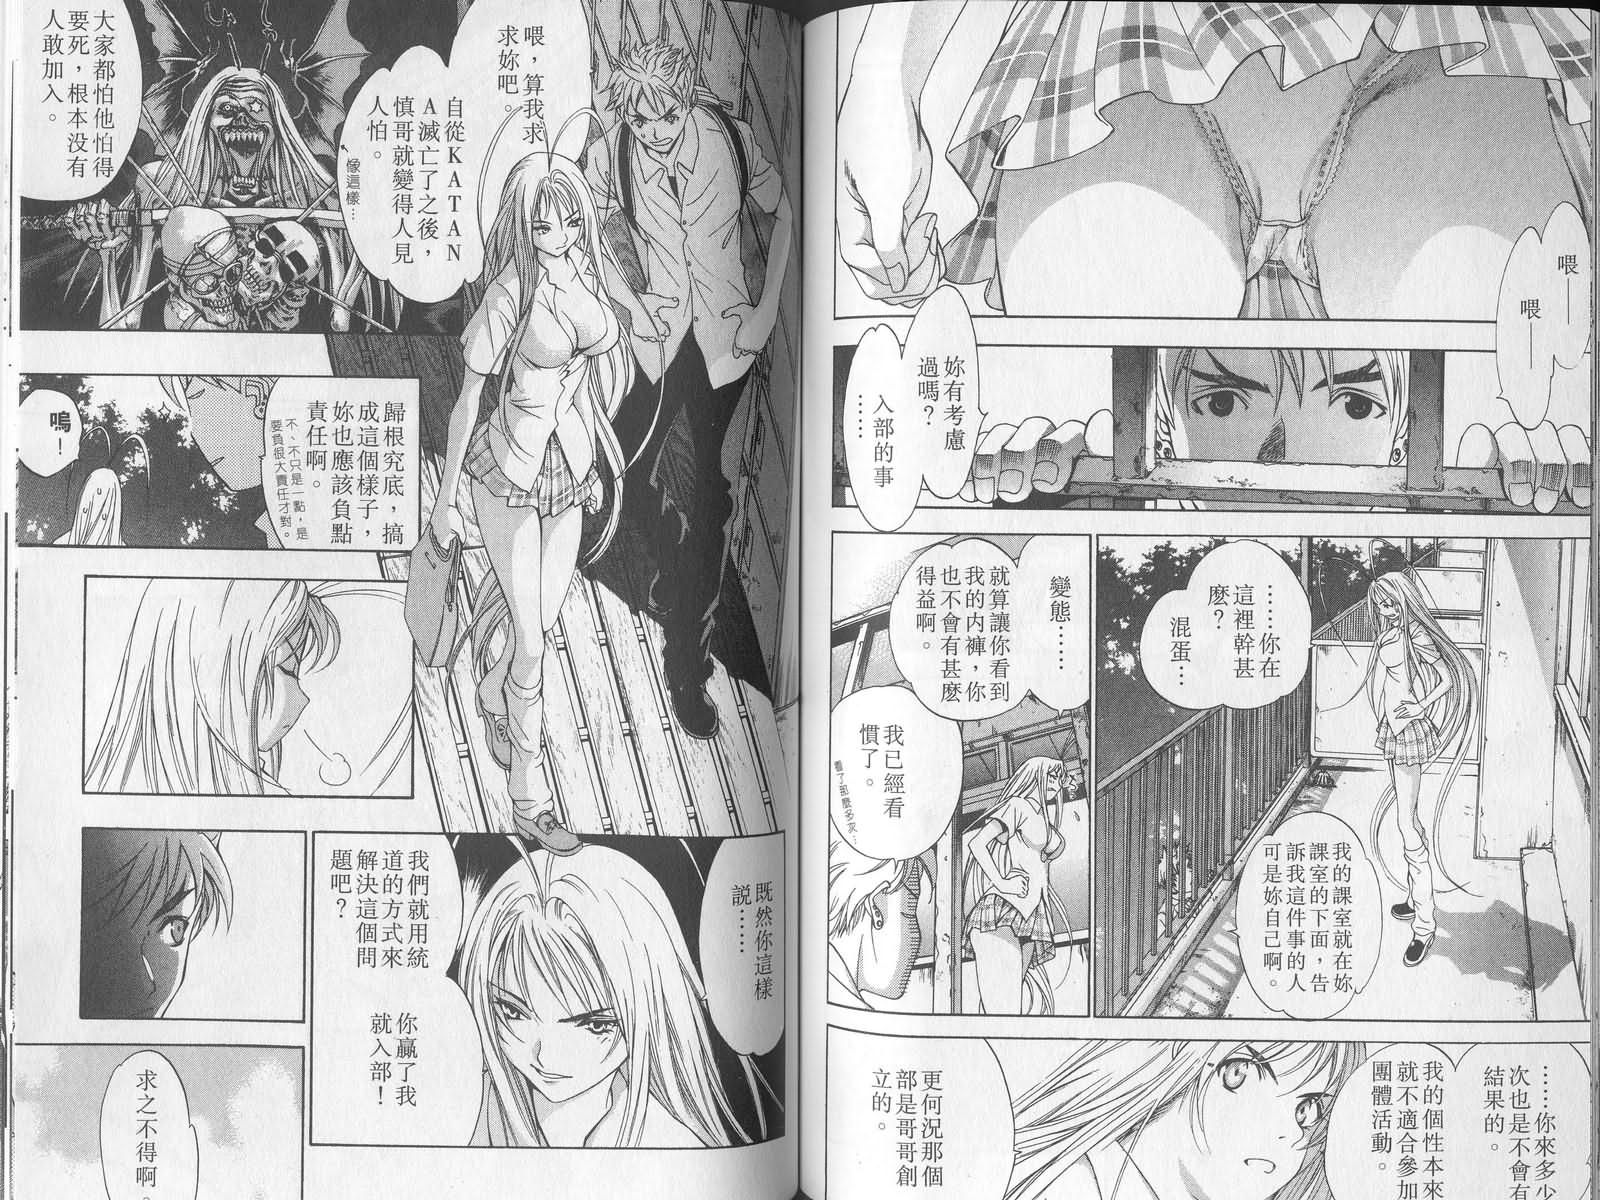 喂──
喂──
妳有考慮
過嗎？
入部的事
……
……你在
這裡幹甚
麼？
混蛋…
我的課室就在妳
課室的下面，告
訴我這件事的人
可是妳自己啊。
變態……
就算讓你看到
我的内褲，你
也不會有甚麼
得益啊。
我已經看
慣了。
看了那麼多次…
……你來多少
次也是不會有
結果的。
我的個性本來
就不適合參加
團體活動。
更何況那個
部是哥哥創
立的。
喂，算我求
求妳吧。
自從KATAN
A滅亡了之後，
慎哥就變得人見
人怕。
像這樣…
大家都怕他怕得
要死，根本没有
人敢加入。
歸根究底，搞
成這個樣子，
妳也應該負點
責任啊。
不、不只是一點，是
要負很大責任才對。
嗚！
既然你這樣
説……
我們就用統
道的方式來
解決這個問
題吧？
你贏了我
就入部！
求之不得啊。